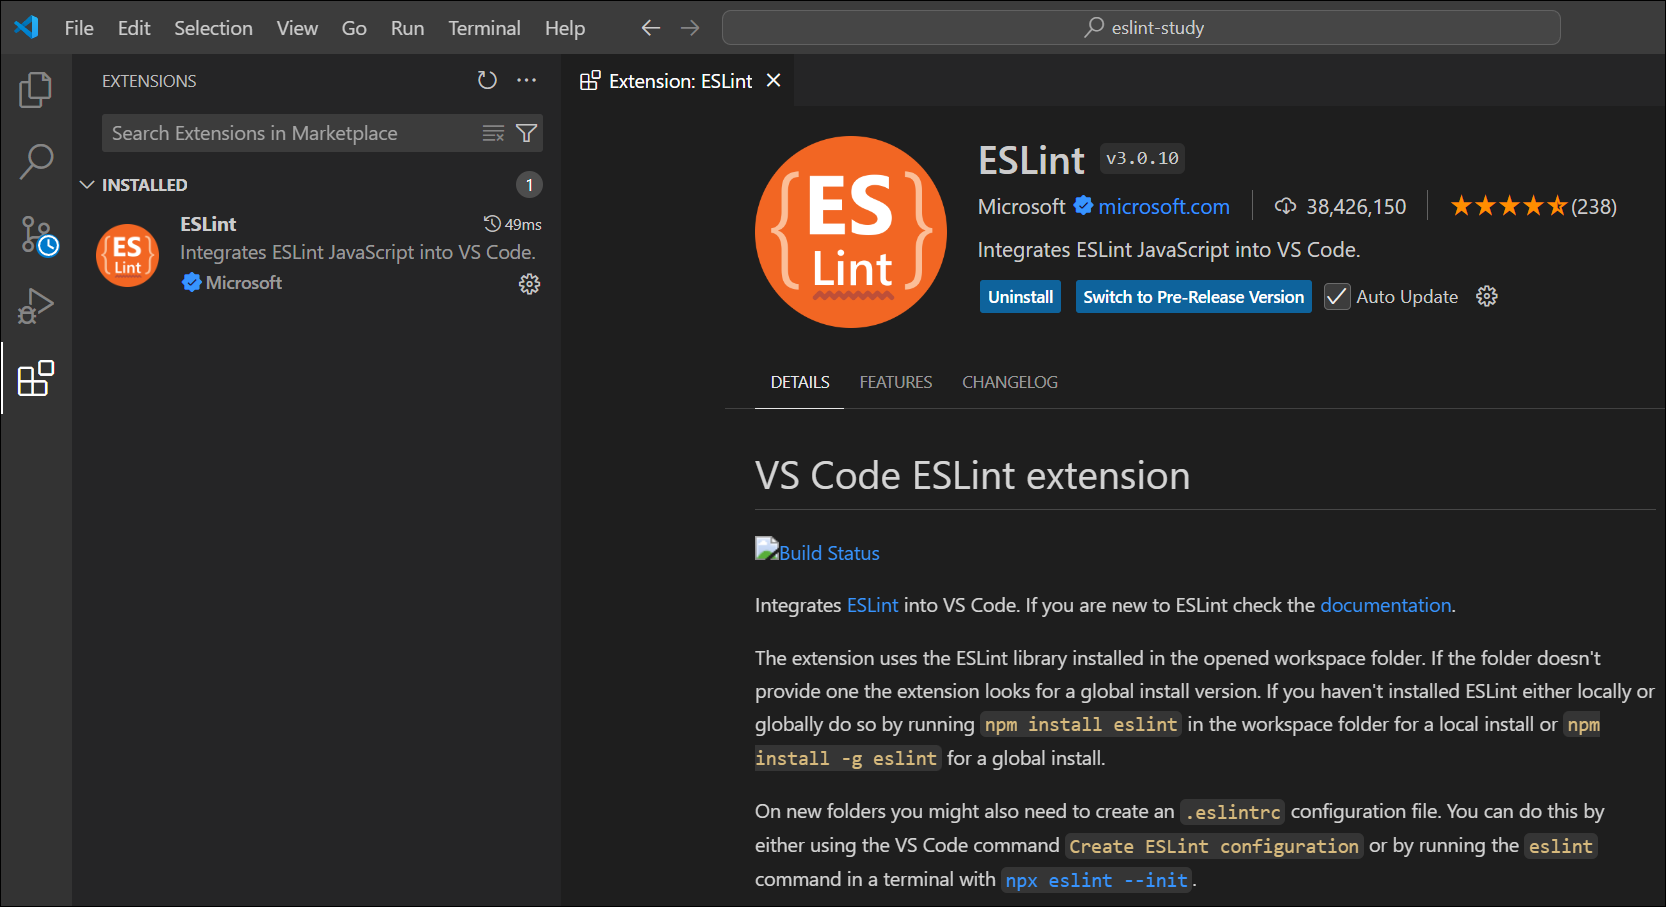 File Edit Selection View Go Run Terminal Help
eslint-study
EXTENSIONS
Search Extensions in Marketplace
INSTALLED 1
ES
Lint
ESLint 49ms
Integrates ESLint JavaScript into VS Code.
Microsoft
Extension: ESLint
{ES}
Lint
ESLint v3.0.10
Microsoft microsoft.com 38,426,150 (238)
Integrates ESLint JavaScript into VS Code.
Uninstall Switch to Pre-Release Version Auto Update
DETAILS FEATURES CHANGELOG
VS Code ESLint extension
Build Status
Integrates ESLint into VS Code. If you are new to ESLint check the documentation.
The extension uses the ESLint library installed in the opened workspace folder. If the folder doesn't
provide one the extension looks for a global install version. If you haven't installed ESLint either locally or
globally do so by running npm install eslint in the workspace folder for a local install or npm
install -g eslint for a global install.
On new folders you might also need to create an .eslintrc configuration file. You can do this by
either using the VS Code command Create ESLint configuration or by running the eslint
command in a terminal with npx eslint --init.